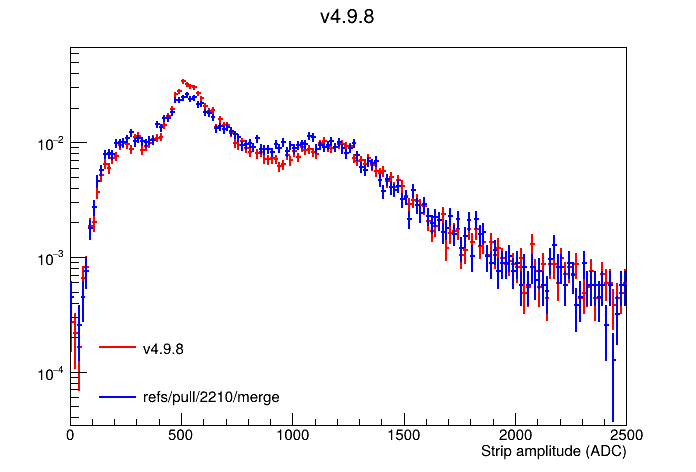 v4.9.8
10⁻²
10⁻³
10⁻⁴
v4.9.8
refs/pull/2210/merge
0 500 1000 1500 2000 2500
Strip amplitude (ADC)